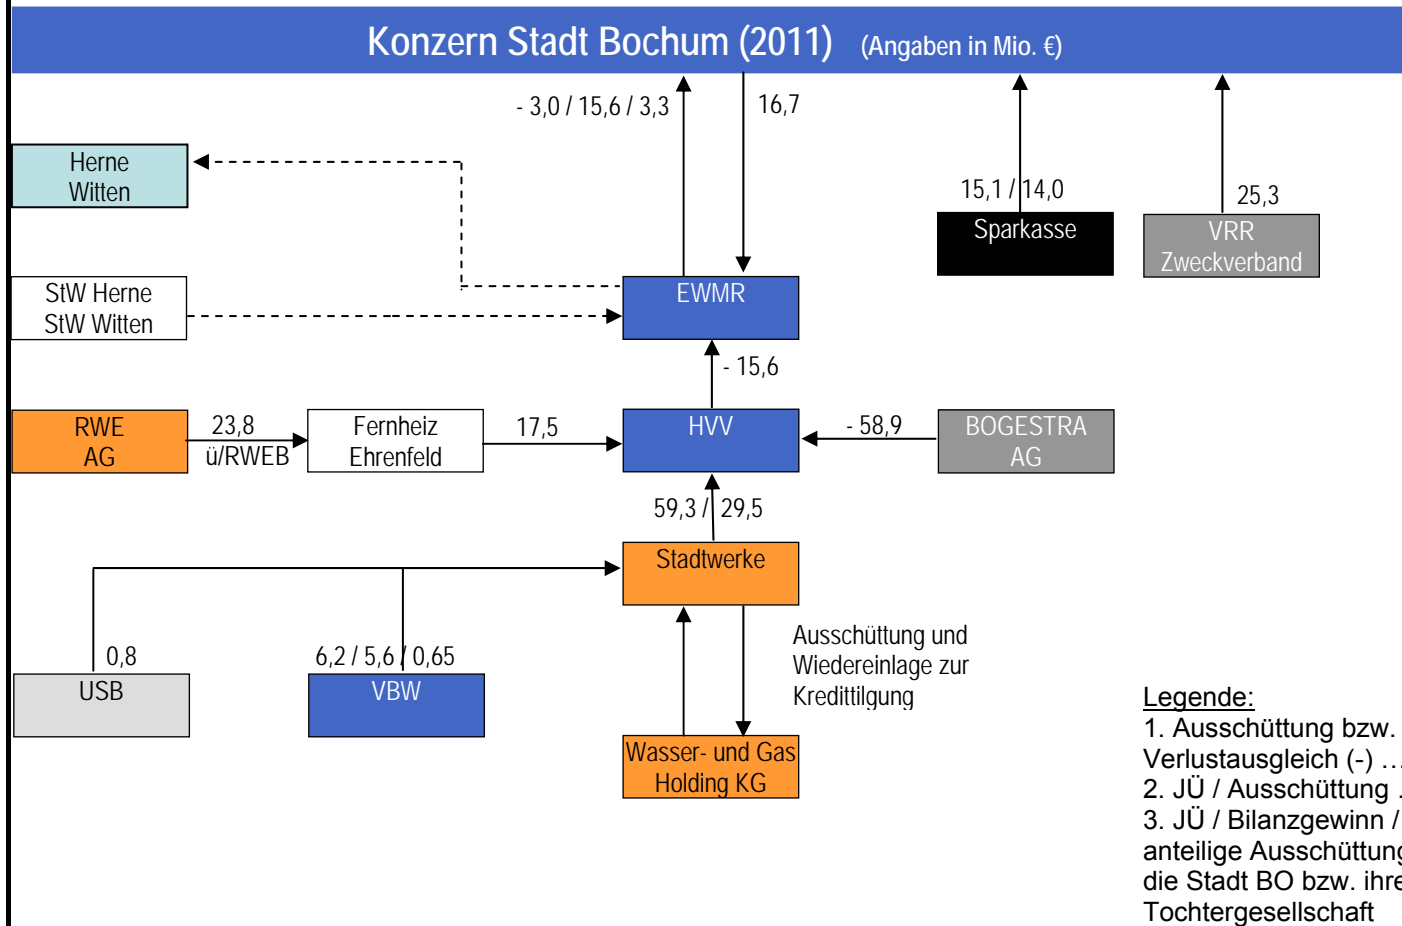 Konzern Stadt Bochum (2011) (Angaben in Mio. €)
- 3,0 / 15,6 / 3,3
16,7
Herne
Witten
15,1 / 14,0
25,3
Sparkasse
VRR
Zweckverband
StW Herne
StW Witten
EWMR
- 15,6
RWE
AG
23,8
ü/RWEB
Fernheiz
Ehrenfeld
17,5
HVV
- 58,9
BOGESTRA
AG
59,3 / 29,5
Stadtwerke
Ausschüttung und
Wiedereinlage zur
Kredittilgung
0,8
6,2 / 5,6 / 0,65
USB
VBW
Wasser- und Gas
Holding KG
Legende:
1. Ausschüttung bzw.
Verlustausgleich (-) …
2. JÜ / Ausschüttung .
3. JÜ / Bilanzgewinn /
anteilige Ausschüttung
die Stadt BO bzw. ihre
Tochtergesellschaft